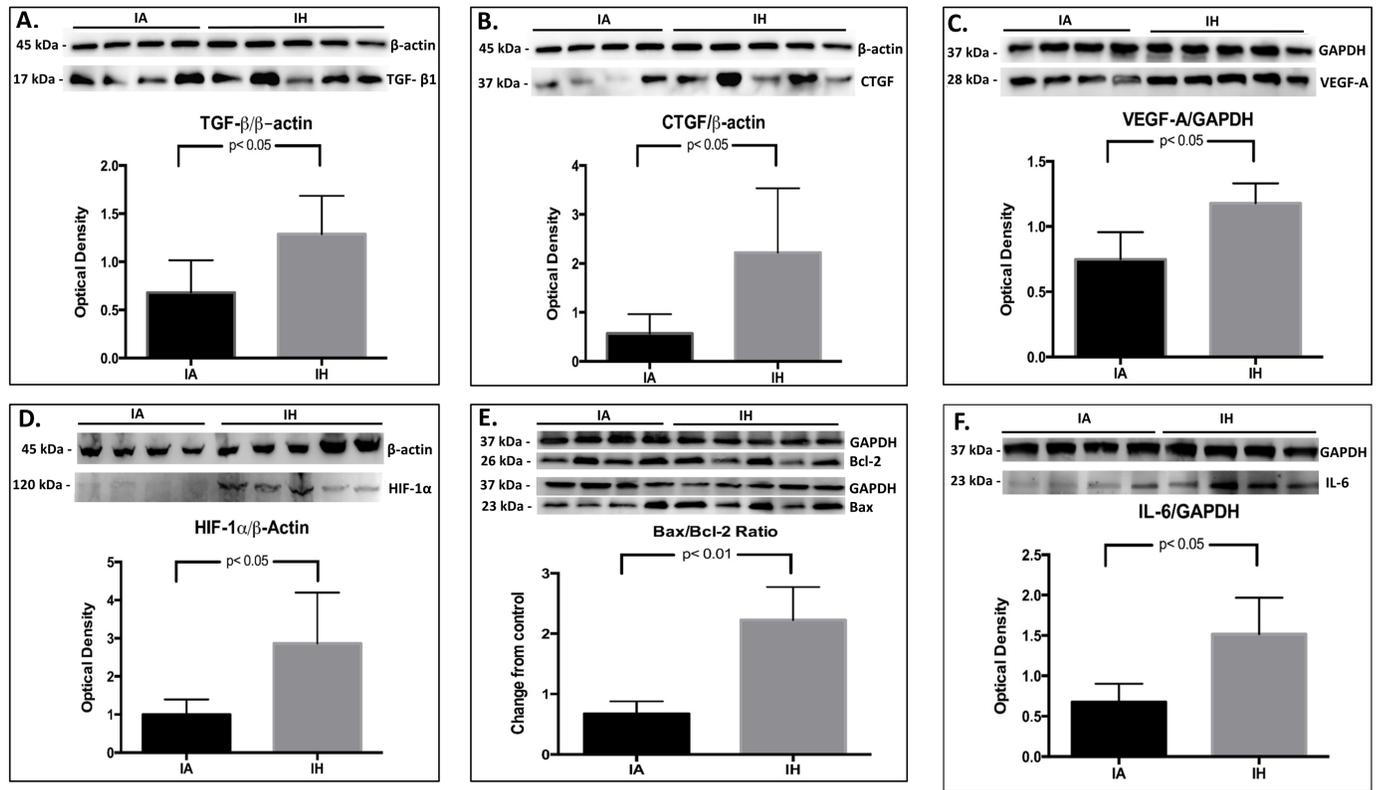 A.
IA IH
45 kDa - β-actin
17 kDa - TGF- β1
TGF-β/β-actin
p< 0.05
2.0
1.5
1.0
0.5
0.0
Optical Density
IA IH
B.
IA IH
45 kDa - β-actin
37 kDa - CTGF
CTGF/β-actin
p< 0.05
4
3
2
1
0
Optical Density
IA IH
C.
IA IH
37 kDa - GAPDH
28 kDa - VEGF-A
VEGF-A/GAPDH
p< 0.05
1.5
1.0
0.5
0.0
Optical Density
IA IH
D.
IA IH
45 kDa - β-actin
120 kDa - HIF-1α
HIF-1α/β-Actin
p< 0.05
5
4
3
2
1
0
Optical Density
IA IH
E.
IA IH
37 kDa - GAPDH
26 kDa - Bcl-2
37 kDa - GAPDH
23 kDa - Bax
Bax/Bcl-2 Ratio
p< 0.01
3
2
1
0
Change from control
IA IH
F.
IA IH
37 kDa - GAPDH
23 kDa - IL-6
IL-6/GAPDH
p< 0.05
2.5
2.0
1.5
1.0
0.5
0.0
Optical Density
IA IH